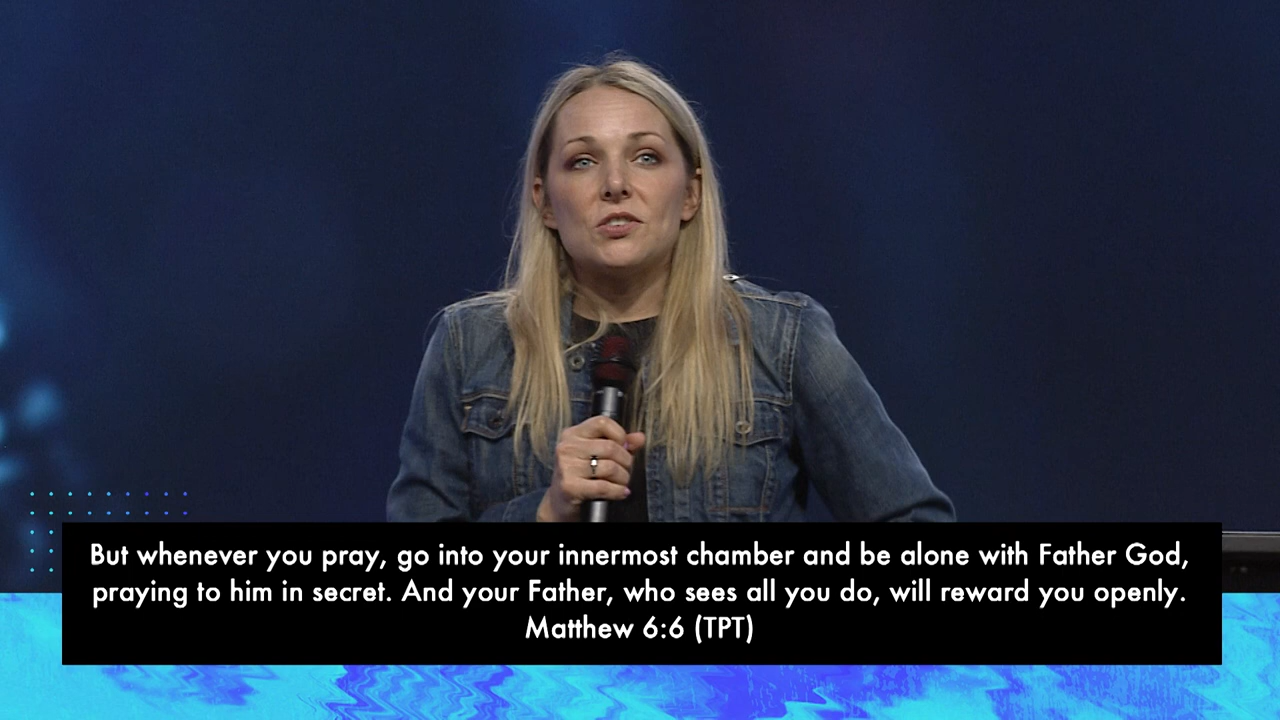 But whenever you pray, go into your innermost chamber and be alone with Father God,
praying to him in secret. And your Father, who sees all you do, will reward you openly.
Matthew 6:6 (TPT)